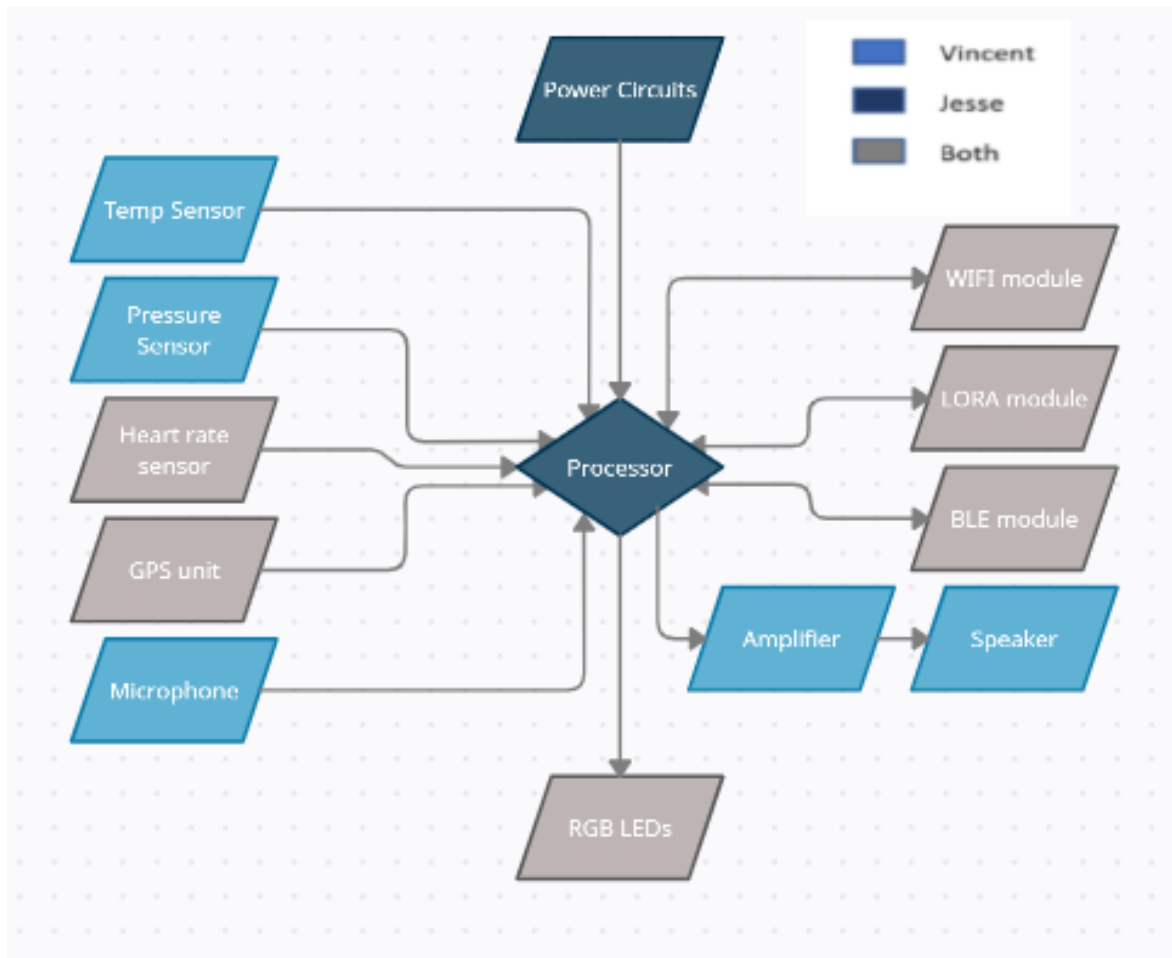 Power Circuits
Vincent
Jesse
Both
Temp Sensor
Pressure
Sensor
Heart rate
sensor
GPS unit
Microphone
Processor
WIFI module
LORA module
BLE module
Amplifier
Speaker
RGB LEDs